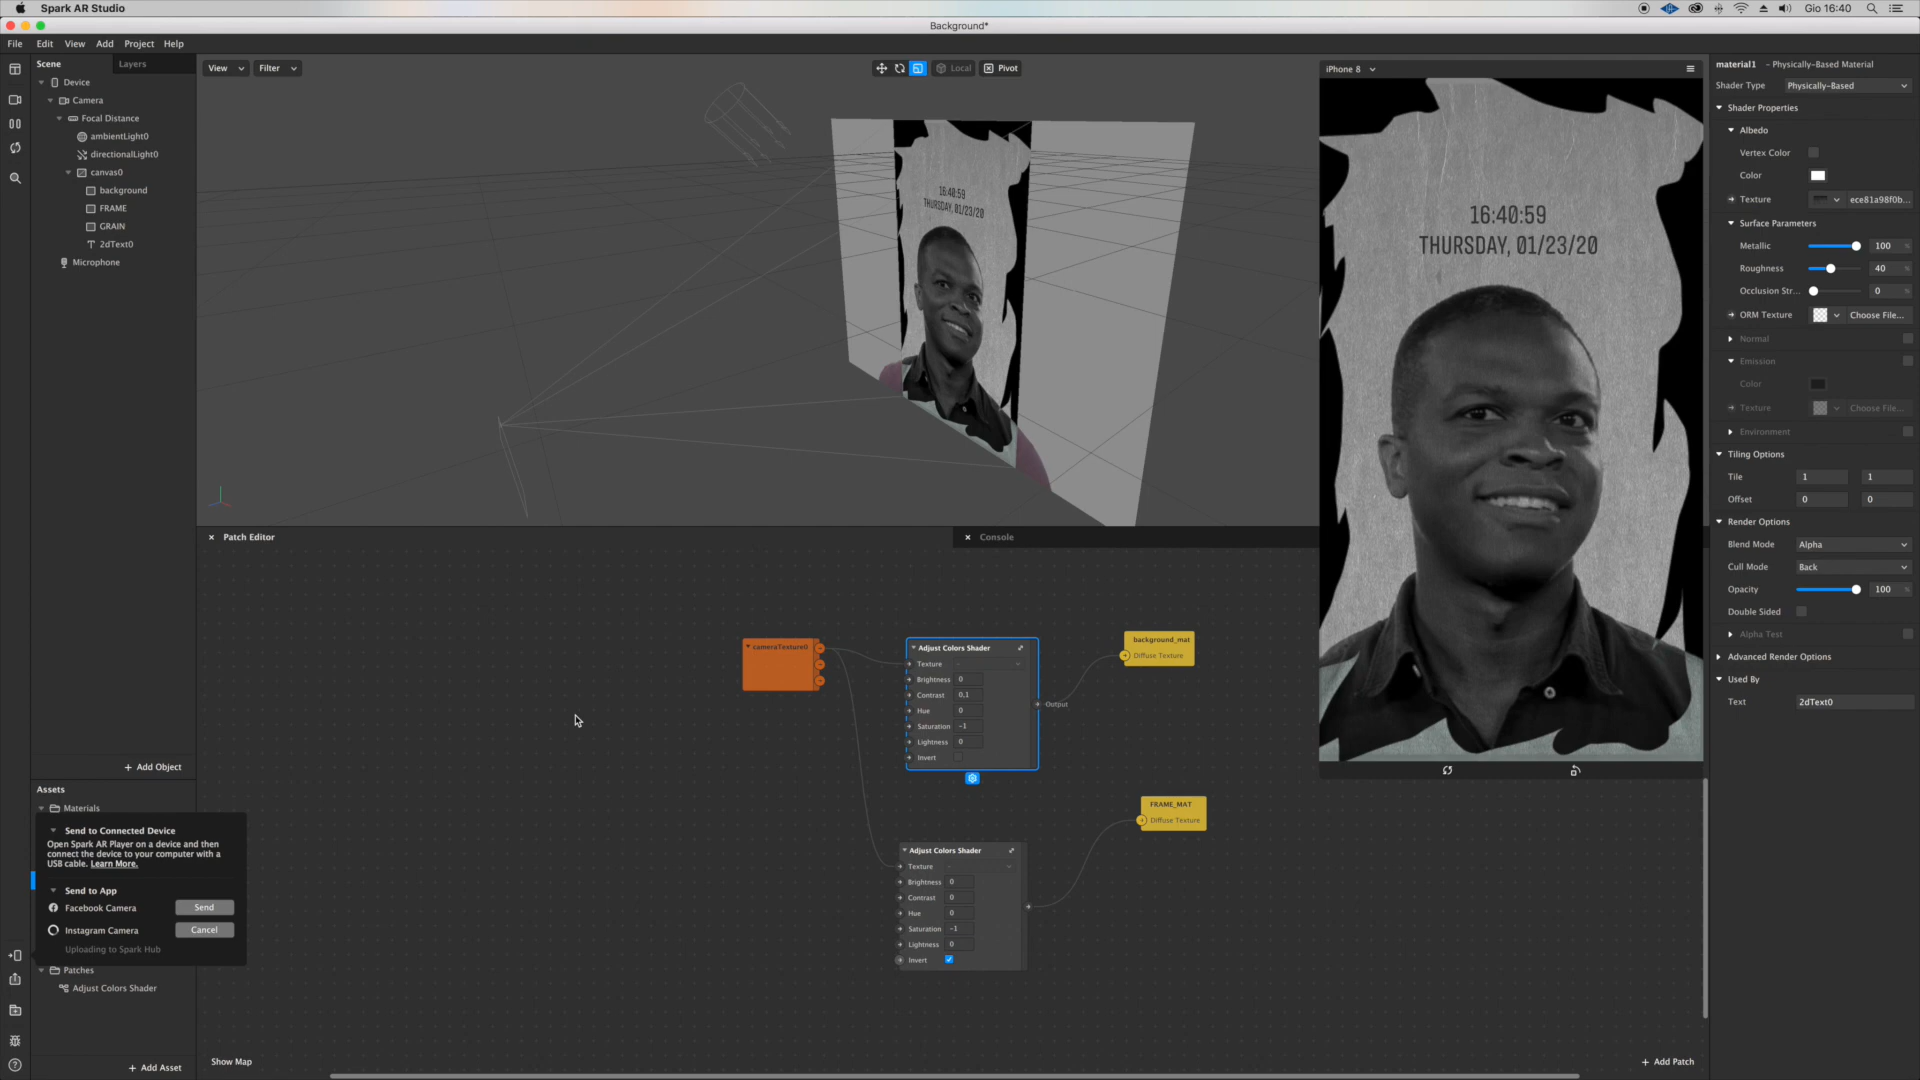 Spark AR Studio
Gio 16:40
Background*
File Edit View Add Project Help
Scene
Layers
Device
Camera
Focal Distance
ambientLight0
directionalLight0
canvas0
background
FRAME
GRAIN
2dText0
Microphone
+ Add Object
View
Filter
Local
Pivot
16:40:59
THURSDAY, 01/23/20
iPhone 8
16:40:59
THURSDAY, 01/23/20
material1 - Physically-Based Material
Shader Type Physically-Based
Shader Properties
Albedo
Vertex Color
Color
Texture ece81a98f0b...
Surface Parameters
Metallic 100 %
Roughness 40 %
Occlusion Str... 0 %
ORM Texture Choose File...
Normal
Emission
Color
Texture Choose File...
Environment
Tiling Options
Tile 1 1
Offset 0 0
Render Options
Blend Mode Alpha
Cull Mode Back
Opacity 100 %
Double Sided
Alpha Test
Advanced Render Options
Used By
Text 2dText0
Patch Editor
Console
cameraTexture0
Adjust Colors Shader
Texture -
Brightness 0
Contrast 0,1
Hue 0
Saturation -1
Lightness 0
Invert
Output
background_mat
Diffuse Texture
FRAME_MAT
Diffuse Texture
Adjust Colors Shader
Texture -
Brightness 0
Contrast 0
Hue 0
Saturation -1
Lightness 0
Invert
Show Map
+ Add Patch
Assets
Materials
Send to Connected Device
Open Spark AR Player on a device and then
connect the device to your computer with a
USB cable. Learn More.
Send to App
Facebook Camera Send
Instagram Camera Cancel
Uploading to Spark Hub
Patches
Adjust Colors Shader
+ Add Asset